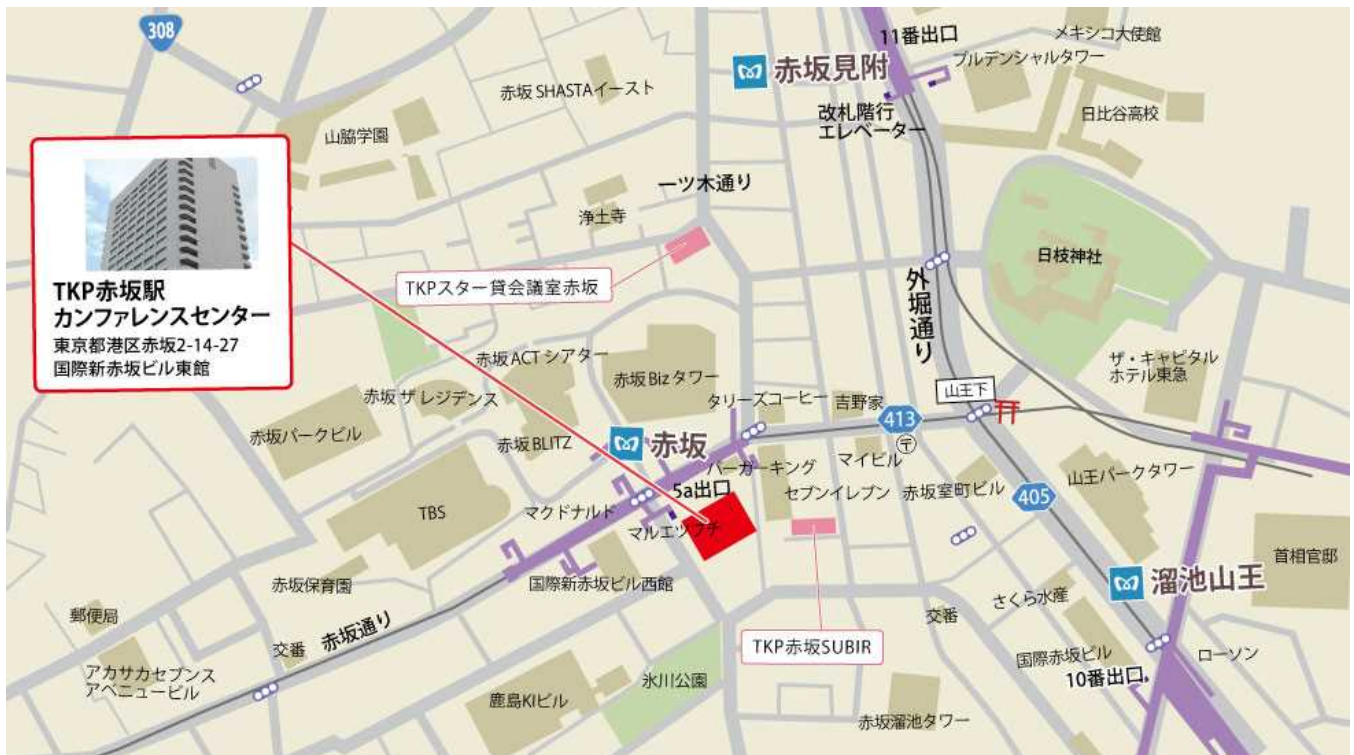 308
11番出口
メキシコ大使館
プルデンシャルタワー
赤坂見附
赤坂 SHASTAイースト
改札階行
エレベーター
日比谷高校
山脇学園
一ツ木通り
浄土寺
日枝神社
TKPスター貸会議室赤坂
外堀通り
TKP赤坂駅
カンファレンスセンター
東京都港区赤坂2-14-27
国際新赤坂ビル東館
赤坂 ACT シアター
赤坂 Biz タワー
ザ・キャピタル
ホテル東急
赤坂 ザ レジデンス
タリーズコーヒー
吉野家
山王下
413
赤坂パークビル
赤坂 BLITZ
赤坂
バーガーキング
マイビル
〒
山王パークタワー
5a出口
セブンイレブン
赤坂室町ビル
405
TBS
マクドナルド
マルエツプチ
首相官邸
赤坂保育園
国際新赤坂ビル西館
溜池山王
さくら水産
郵便局
交番
赤坂通り
TKP赤坂SUBIR
交番
国際赤坂ビル
ローソン
アカサカセブンス
アベニュービル
氷川公園
10番出口
鹿島KIビル
赤坂溜池タワー